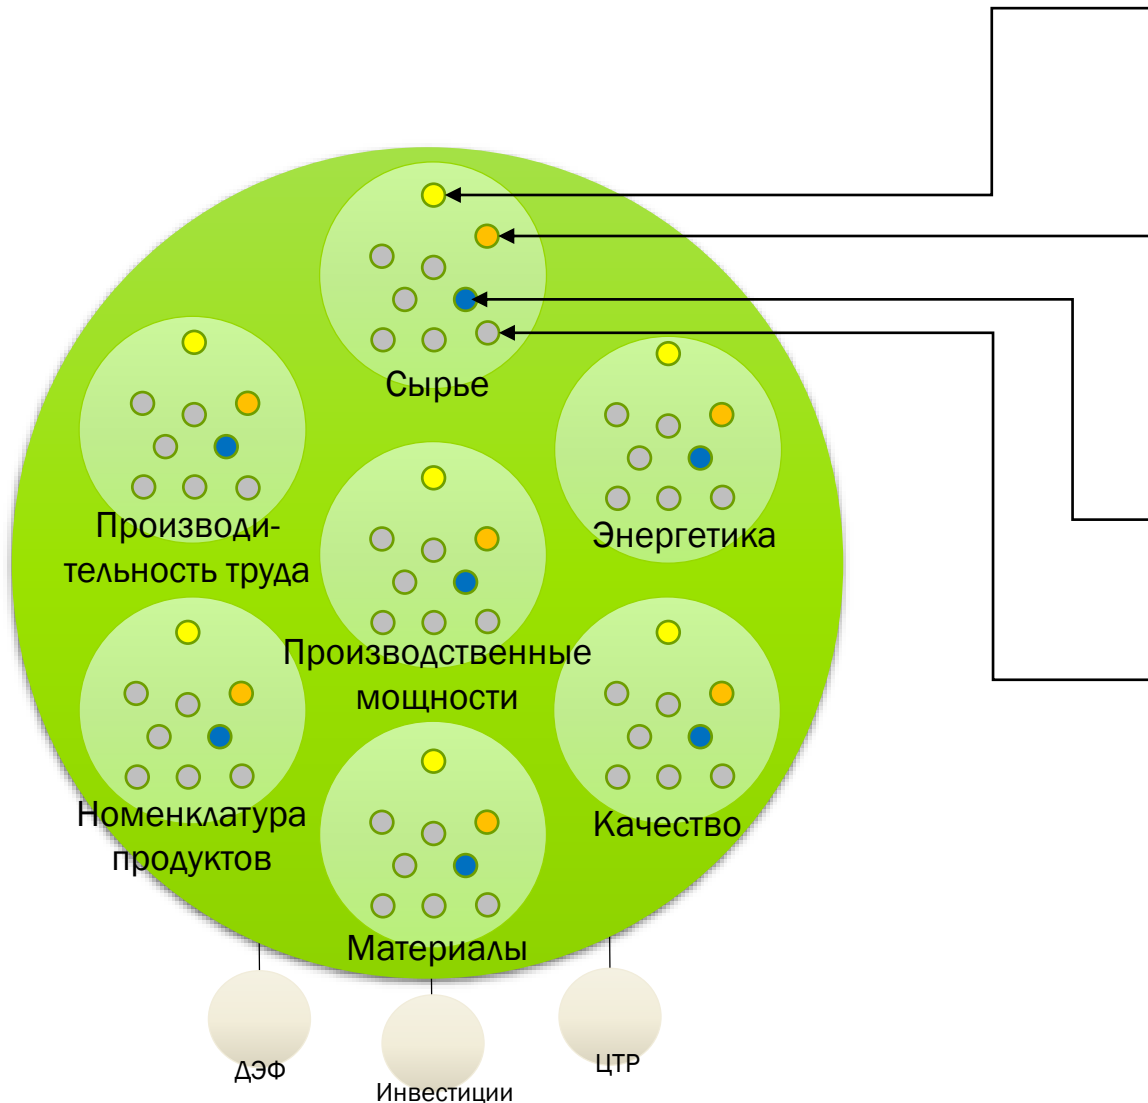 Сырье
Производи-
тельность труда
Энергетика
Производственные
мощности
Номенклатура
продуктов
Качество
Материалы
ДЭФ
Инвестиции
ЦТР